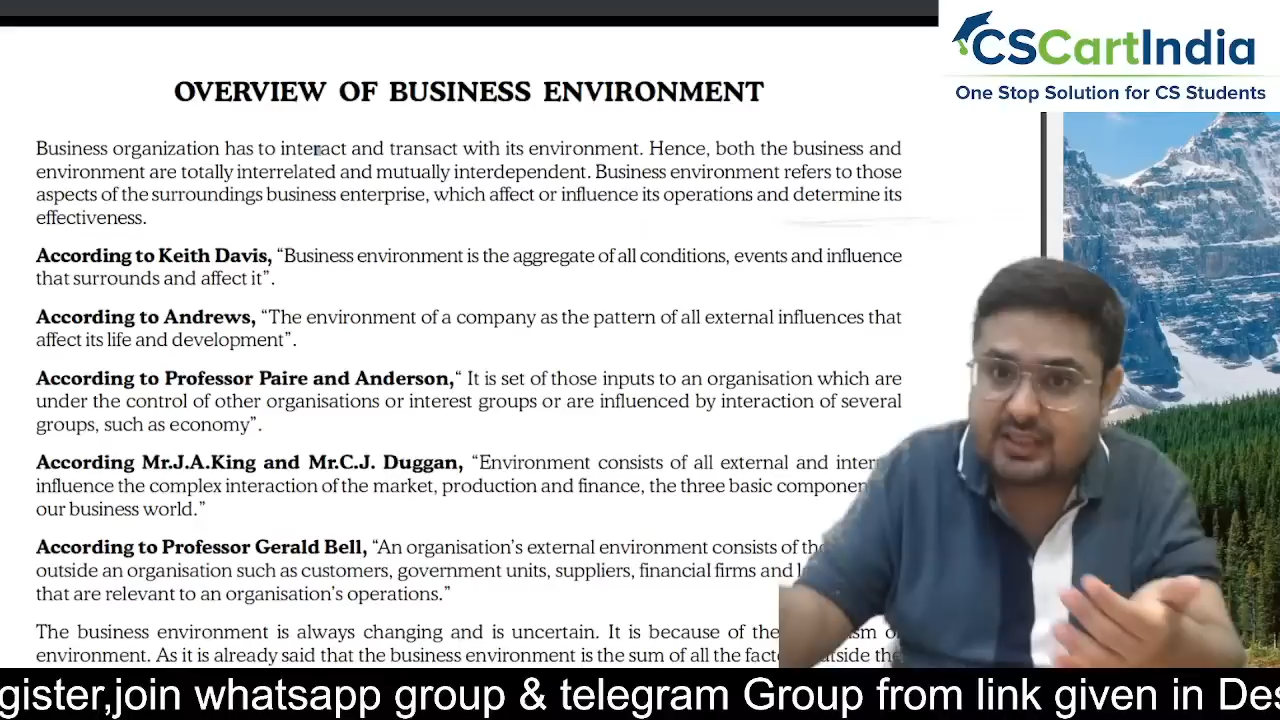 CSCartIndia
One Stop Solution for CS Students
OVERVIEW OF BUSINESS ENVIRONMENT
Business organization has to interact and transact with its environment. Hence, both the business and
environment are totally interrelated and mutually interdependent. Business environment refers to those
aspects of the surroundings business enterprise, which affect or influence its operations and determine its
effectiveness.
According to Keith Davis, “Business environment is the aggregate of all conditions, events and influence
that surrounds and affect it”.
According to Andrews, “The environment of a company as the pattern of all external influences that
affect its life and development”.
According to Professor Paire and Anderson,“ It is set of those inputs to an organisation which are
under the control of other organisations or interest groups or are influenced by interaction of several
groups, such as economy”.
According Mr.J.A.King and Mr.C.J. Duggan, “Environment consists of all external and
influence the complex interaction of the market, production and finance, the three basic
our business world.”
According to Professor Gerald Bell, “An organisation’s external environment consists of
outside an organisation such as customers, government units, suppliers, financial firms and
that are relevant to an organisation’s operations.”
The business environment is always changing and is uncertain. It is because of the
environment. As it is already said that the business environment is the sum of all the the
join whatsapp group & telegram Group from link given in